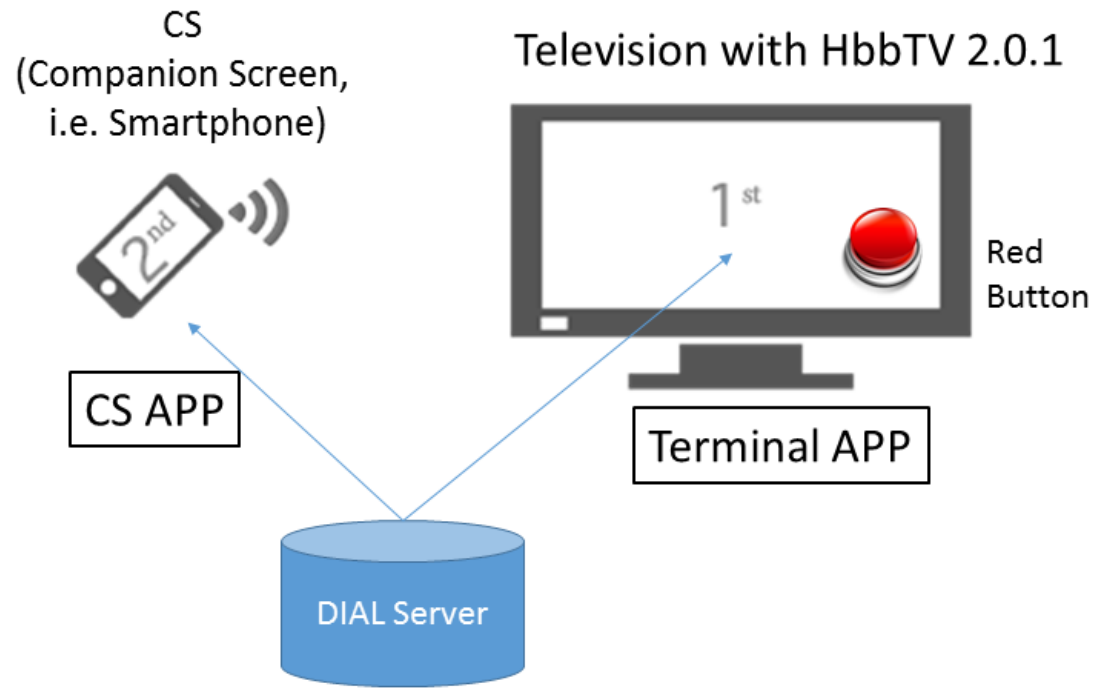 CS
(Companion Screen,
i.e. Smartphone)
Television with HbbTV 2.0.1
2nd
1st
Red
Button
CS APP
Terminal APP
DIAL Server